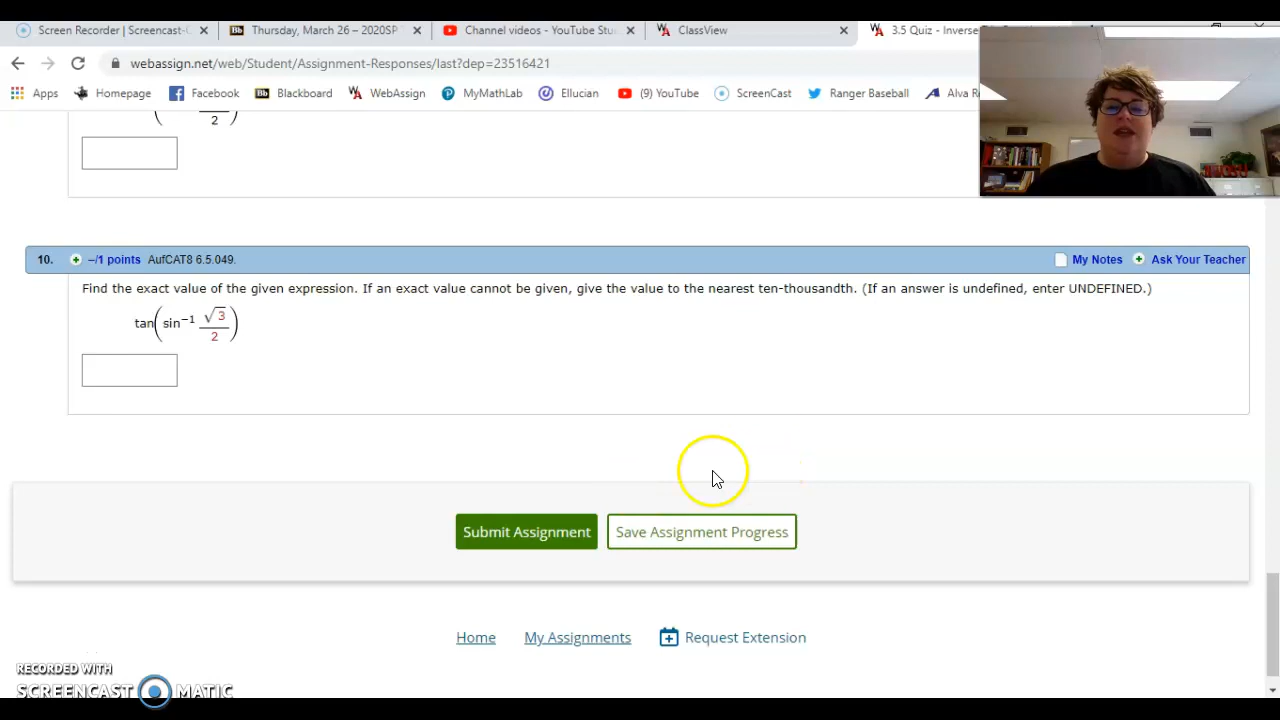 Screen Recorder | Screencast-O
Thursday, March 26 – 2020SP
Channel videos - YouTube Stu
ClassView
3.5 Quiz - Inverse
webassign.net/web/Student/Assignment-Responses/last?dep=23516421
Apps
Homepage
Facebook
Blackboard
WebAssign
MyMathLab
Ellucian
(9) YouTube
ScreenCast
Ranger Baseball
Alva R
2
10. –/1 points AufCAT8 6.5.049. My Notes Ask Your Teacher
Find the exact value of the given expression. If an exact value cannot be given, give the value to the nearest ten-thousandth. (If an answer is undefined, enter UNDEFINED.)
tan(sin⁻¹ √3/2)
Submit Assignment Save Assignment Progress
Home My Assignments Request Extension
RECORDED WITH
SCREENCAST MATIC